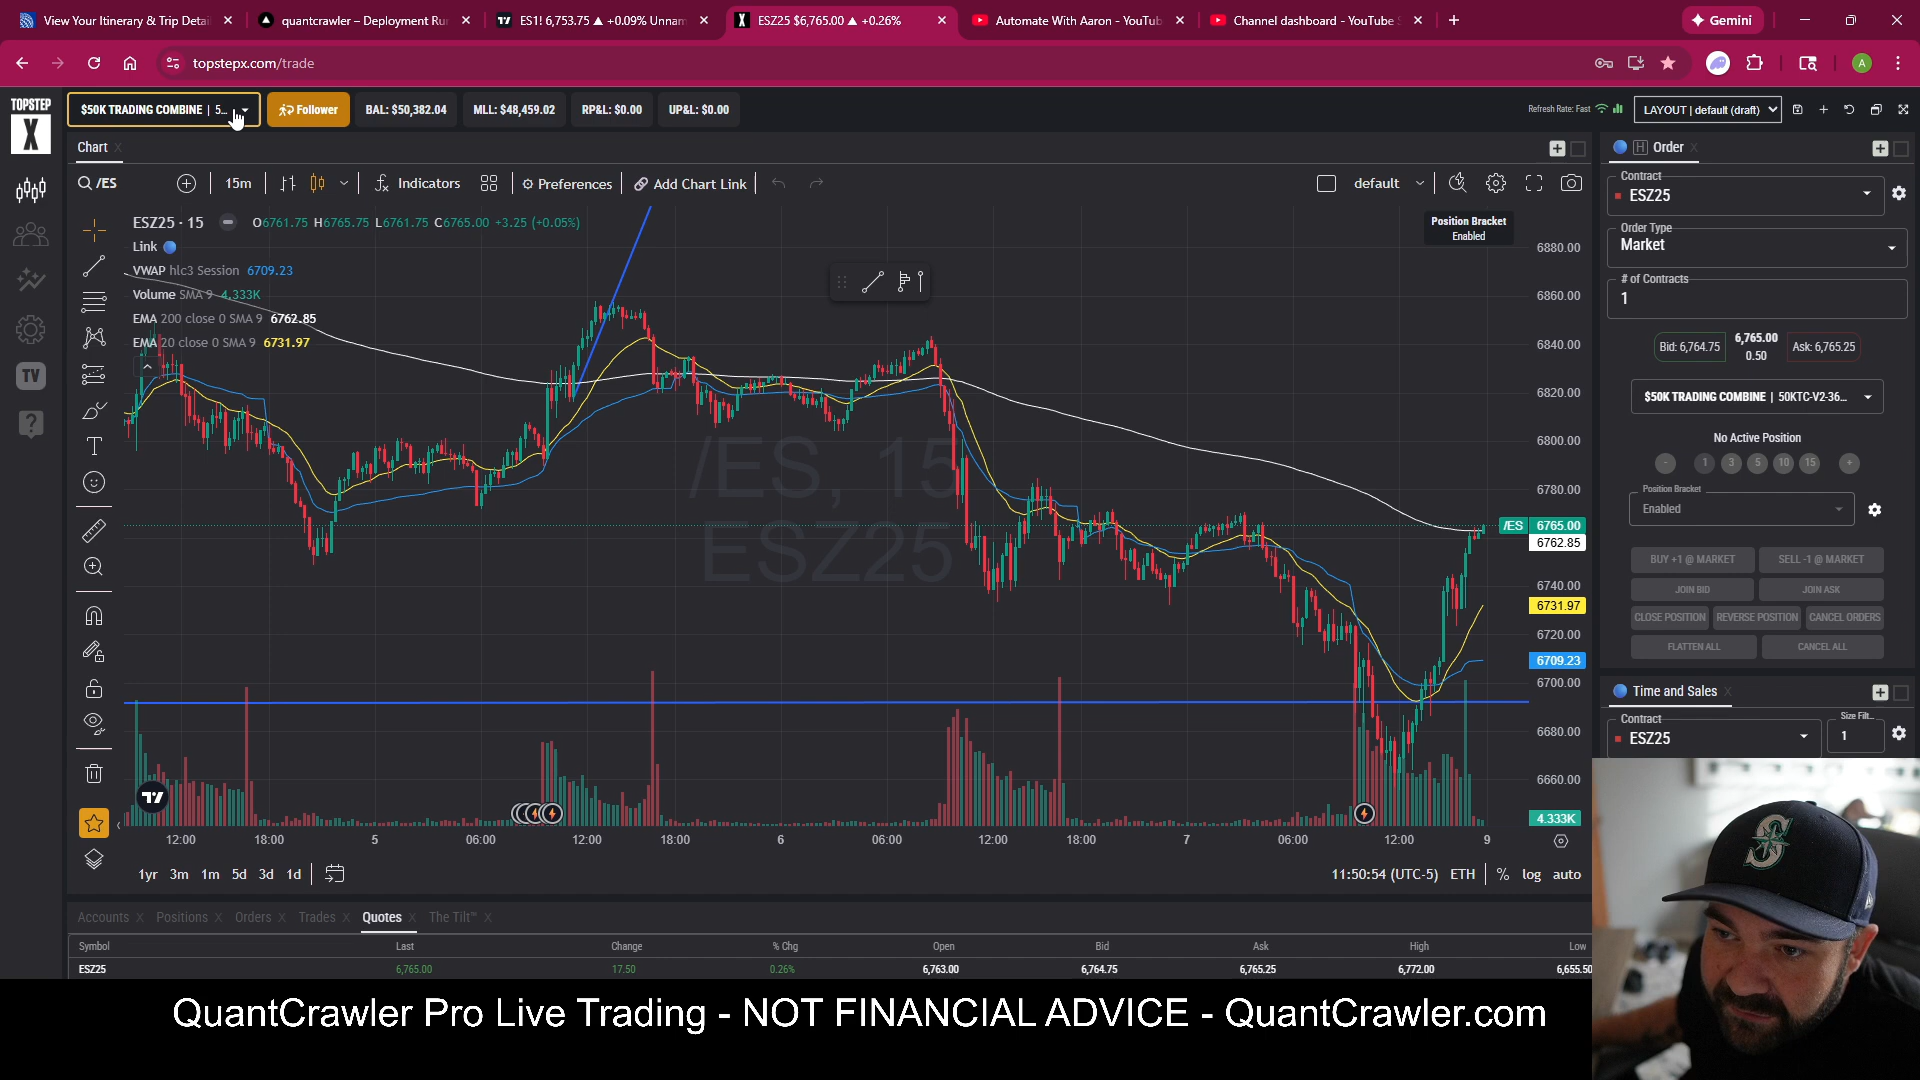 View Your Itinerary & Trip Detai
quantcrawler – Deployment Ru
ES1! 6,753.75 ▲ +0.09% Unnam
ESZ25 $6,765.00 ▲ +0.26%
Automate With Aaron - YouTub
Channel dashboard - YouTube S
Gemini
topstepx.com/trade
A
TOPSTEP
X
$50K TRADING COMBINE | 5...
Follower
BAL: $50,382.04
MLL: $48,459.02
RP&L: $0.00
UP&L: $0.00
Refresh Rate: Fast
LAYOUT | default (draft)
Chart
/ES
15m
Indicators
Preferences
Add Chart Link
default
ESZ25 · 15
O6761.75 H6765.75 L6761.75 C6765.00 +3.25 (+0.05%)
Link
VWAP hlc3 Session 6709.23
Volume SMA 9 4.333K
EMA 200 close 0 SMA 9 6762.85
EMA 20 close 0 SMA 9 6731.97
Position Bracket
Enabled
/ES, 15
ESZ25
6880.00
6860.00
6840.00
6820.00
6800.00
6780.00
/ES 6765.00
6762.85
6740.00
6731.97
6720.00
6709.23
6700.00
6680.00
6660.00
4.333K
12:00
18:00
5
06:00
12:00
18:00
6
06:00
12:00
18:00
7
06:00
12:00
9
1yr 3m 1m 5d 3d 1d
11:50:54 (UTC-5) ETH % log auto
TV
Order
Contract
ESZ25
Order Type
Market
# of Contracts
1
Bid: 6,764.75
6,765.00
0.50
Ask: 6,765.25
$50K TRADING COMBINE | 50KTC-V2-36...
No Active Position
- 1 3 5 10 15 +
Position Bracket
Enabled
BUY +1 @ MARKET
SELL -1 @ MARKET
JOIN BID
JOIN ASK
CLOSE POSITION
REVERSE POSITION
CANCEL ORDERS
FLATTEN ALL
CANCEL ALL
Time and Sales
Contract
ESZ25
Size Filt...
1
Accounts
Positions
Orders
Trades
Quotes
The Tilt™
Symbol Last Change % Chg Open Bid Ask High Low
ESZ25 6,765.00 17.50 0.26% 6,763.00 6,764.75 6,765.25 6,772.00 6,655.50
S
QuantCrawler Pro Live Trading - NOT FINANCIAL ADVICE - QuantCrawler.com